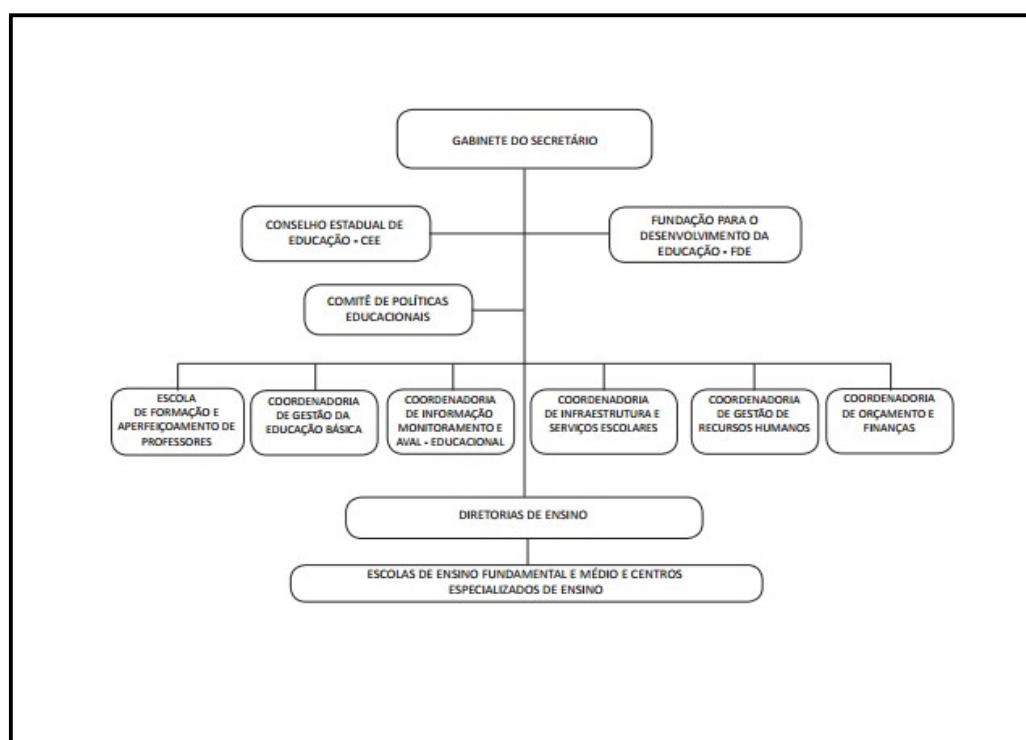 GABINETE DO SECRETÁRIO
CONSELHO ESTADUAL DE
EDUCAÇÃO • CEE
FUNDAÇÃO PARA O
DESENVOLVIMENTO DA
EDUCAÇÃO • FDE
COMITÊ DE POLÍTICAS
EDUCACIONAIS
ESCOLA
DE FORMAÇÃO E
APERFEIÇOAMENTO DE
PROFESSORES
COORDENADORIA
DE GESTÃO DA
EDUCAÇÃO BÁSICA
COORDENADORIA
DE INFORMAÇÃO
MONITORAMENTO E
AVAL • EDUCACIONAL
COORDENADORIA
DE INFRAESTRUTURA E
SERVIÇOS ESCOLARES
COORDENADORIA
DE GESTÃO DE
RECURSOS HUMANOS
COORDENADORIA
DE ORÇAMENTO E
FINANÇAS
DIRETORIAS DE ENSINO
ESCOLAS DE ENSINO FUNDAMENTAL E MÉDIO E CENTROS
ESPECIALIZADOS DE ENSINO